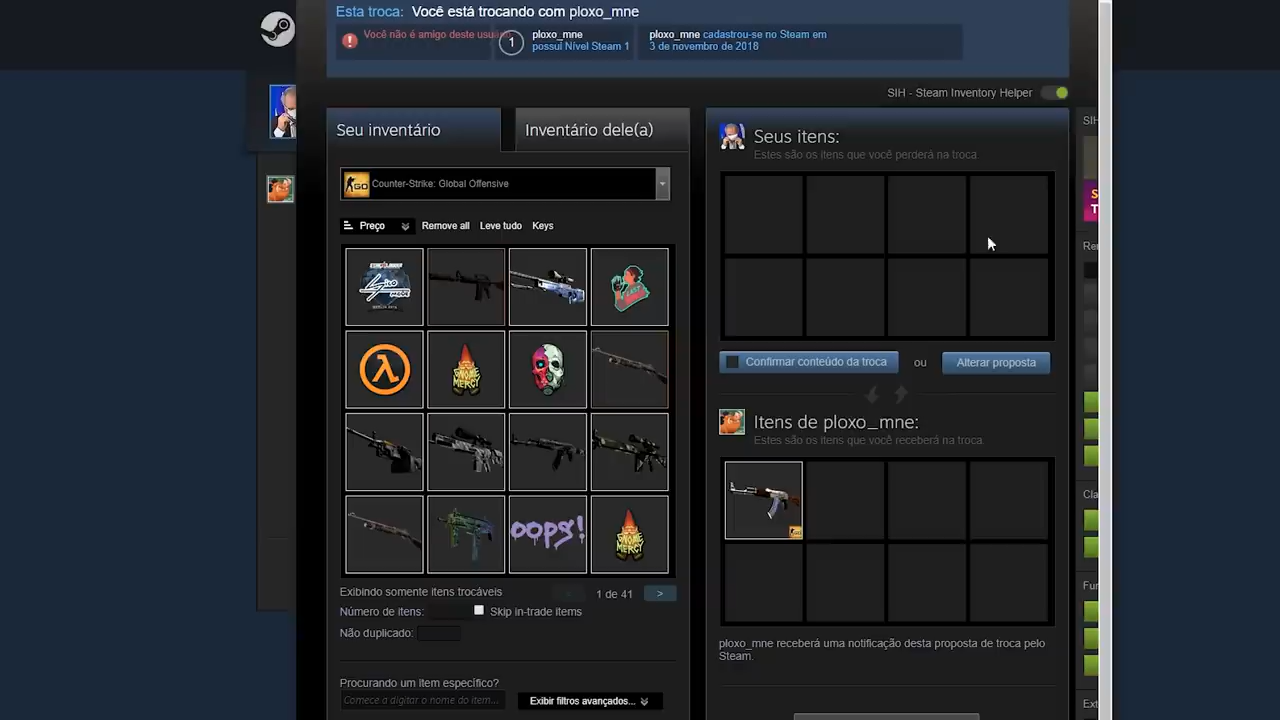 Esta troca: Você está trocando com ploxo_mne
Você não é amigo deste
1
ploxo_mne
possui Nível Steam 1
ploxo_mne cadastrou-se no Steam em
3 de novembro de 2018
SIH - Steam Inventory Helper
Seu inventário
Inventário dele(a)
Seus itens:
Estes são os itens que você perderá na troca
GO Counter-Strike: Global Offensive
Preço
Remove all
Leve tudo
Keys
GNOME MERCY
Confirmar conteúdo da troca
ou
Alterar proposta
Itens de ploxo_mne:
Estes são os itens que você receberá na troca.
OOPS!
GNOME MERCY
Exibindo somente itens trocáveis
1 de 41
>
Número de itens:
Skip in-trade items
Não duplicado:
ploxo_mne receberá uma notificação desta proposta de troca pelo
Steam.
Procurando um item específico?
Comece a digitar o nome do item...
Exibir filtros avançados...